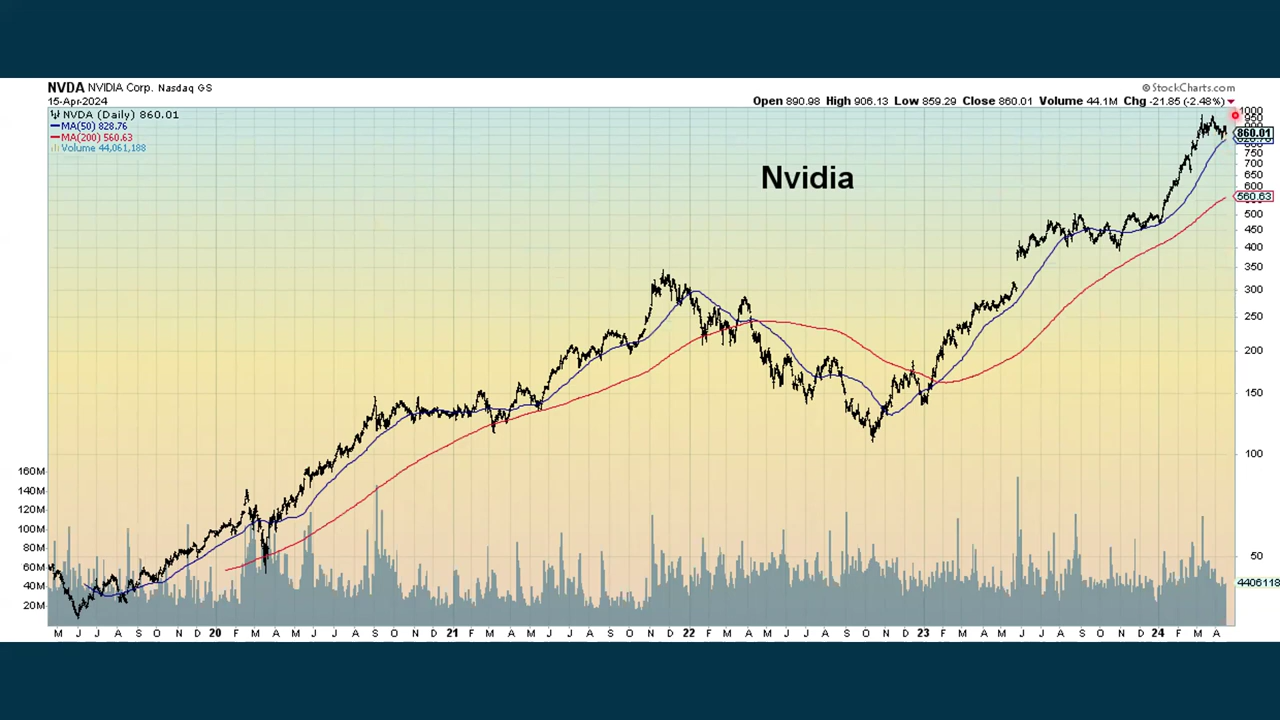 NVDA NVIDIA Corp. Nasdaq GS
© StockCharts.com
15-Apr-2024
Open 890.98 High 906.13 Low 859.29 Close 860.01 Volume 44.1M Chg -21.85 (-2.48%)
NVDA (Daily) 860.01
MA(50) 828.76
MA(200) 560.63
Volume 44,061,188
Nvidia
1000
950
860.01
800
750
700
650
600
560.63
500
450
400
350
300
250
200
150
100
50
4406118
160M
140M
120M
100M
80M
60M
40M
20M
M J J A S O N D 20 F M A M J J A S O N D 21 F M A M J J A S O N D 22 F M A M J J A S O N D 23 F M A M J J A S O N D 24 F M A